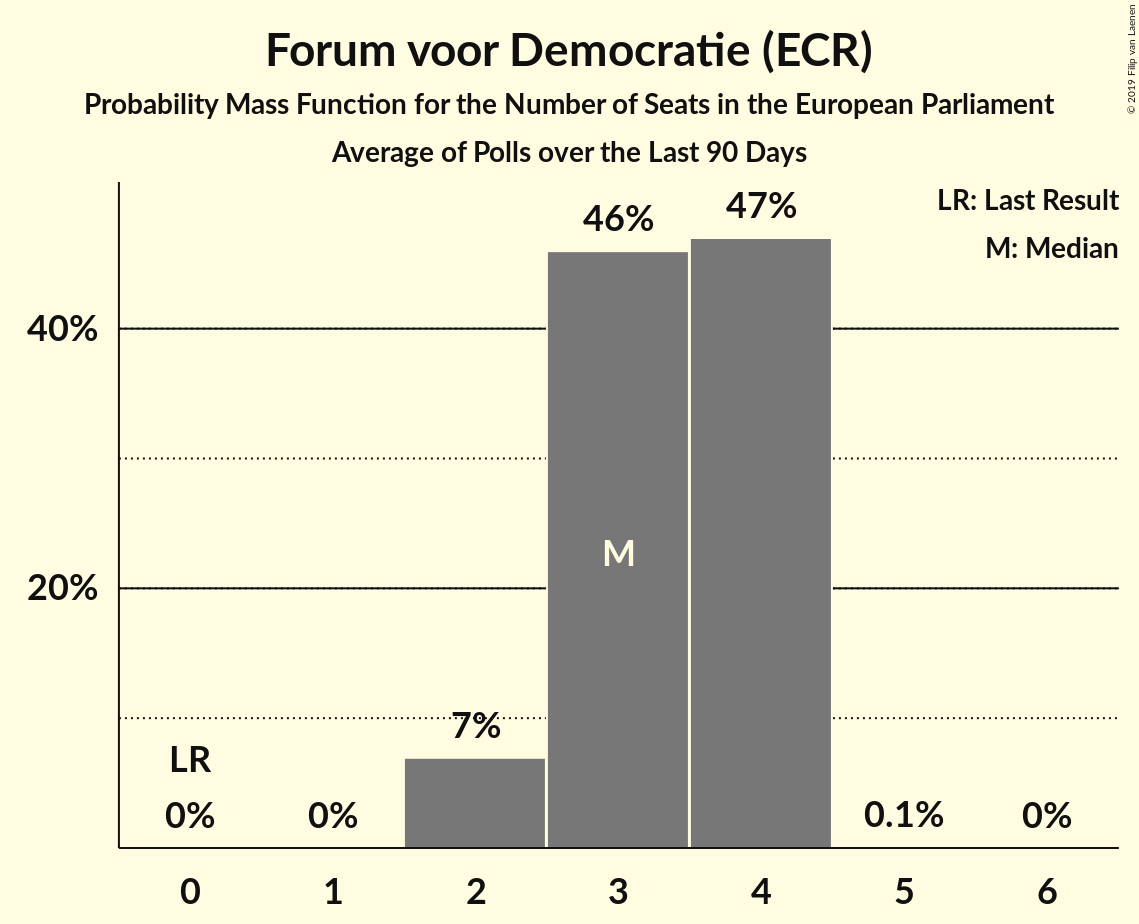 Forum voor Democratie (ECR)
Probability Mass Function for the Number of Seats in the European Parliament
Average of Polls over the Last 90 Days
© 2019 Filip van Laenen
LR: Last Result
M: Median
46%
47%
40%
M
20%
7%
LR
0%
0%
0.1%
0%
0 1 2 3 4 5 6